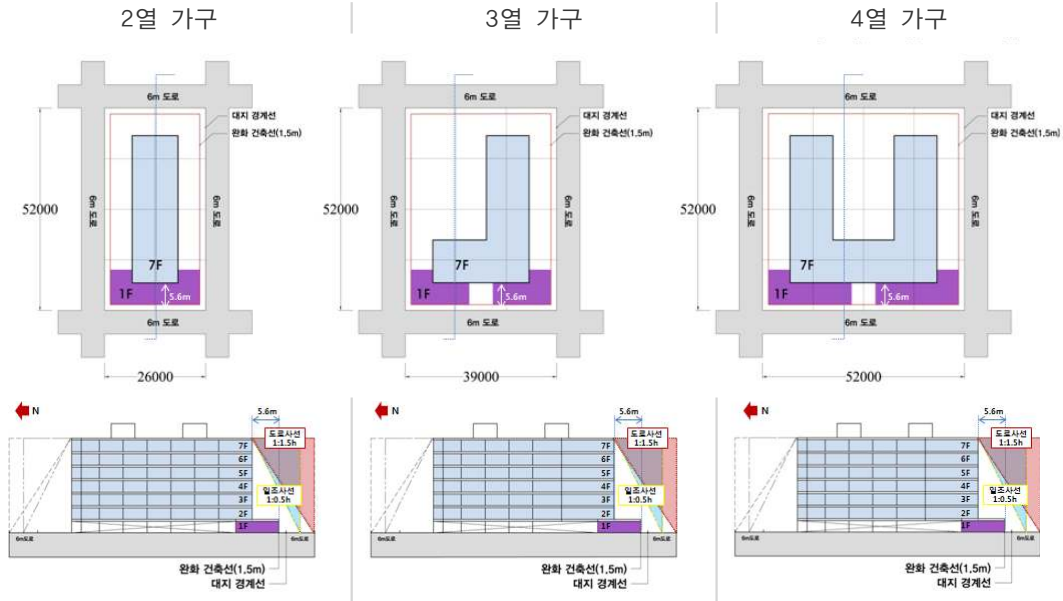 2열 가구
6m 도로
대지 경계선
완화 건축선(1.5m)
6m 도로
52000
6m 도로
7F
1F
5.6m
6m 도로
26000
3열 가구
6m 도로
대지 경계선
완화 건축선(1.5m)
6m 도로
52000
6m 도로
7F
5.6m
6m 도로
39000
4열 가구
6m 도로
대지 경계선
완화 건축선(1.5m)
6m 도로
52000
6m 도로
7F
1F
5.6m
6m 도로
52000
N
5.6m
도로사선
1:1.5h
7F
6F
5F
일조사선
1:0.5h
4F
3F
2F
1F
6m도로
6m도로
완화 건축선(1.5m)
대지 경계선
N
5.6m
도로사선
1:1.5h
7F
6F
5F
일조사선
1:0.5h
4F
3F
2F
1F
6m도로
6m도로
완화 건축선(1.5m)
대지 경계선
N
5.6m
도로사선
1:1.5h
7F
6F
5F
일조사선
1:0.5h
4F
3F
2F
1F
6m도로
6m도로
완화 건축선(1.5m)
대지 경계선